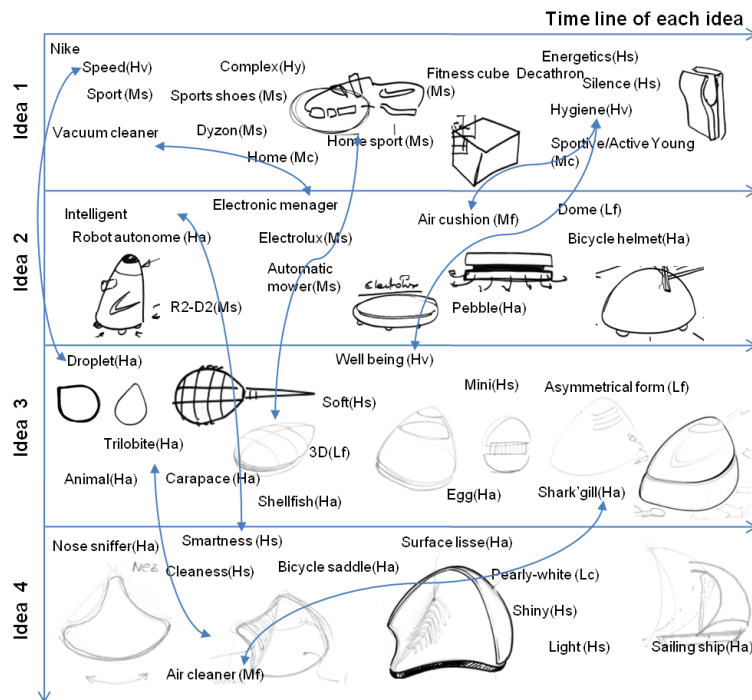 Time line of each idea
Idea 1
Nike
Speed(Hv)
Complex(Hy)
Energetics(Hs)
Sport(Ms)
Sports shoes(Ms)
Fitness cube
(Ms)
Decathron
Silence (Hs)
Hygiene(Hv)
Vacuum cleaner
Dyzon(Ms)
Home (Mc)
Home sport(Ms)
Sportive/Active Young
(Mc)
Idea 2
Intelligent
Electronic menager
Air cushion (Mf)
Dome (Lf)
Robot autonome (Ha)
Electrolux(Ms)
Bicycle helmet(Ha)
Automatic
mower(Ms)
R2-D2(Ms)
Electrolux
Pebble(Ha)
Idea 3
Droplet(Ha)
Well being (Hv)
Mini(Hs)
Asymmetrical form (Lf)
Soft(Hs)
Trilobite(Ha)
3D(Lf)
Animal(Ha)
Carapace(Ha)
Shellfish(Ha)
Egg(Ha)
Shark'gill(Ha)
Idea 4
Nose sniffer(Ha)
Smartness (Hs)
Surface lisse(Ha)
Nez
Cleaness(Hs)
Bicycle saddle(Ha)
Pearly-white (Lc)
Shiny(Hs)
Light (Hs)
Sailing ship(Ha)
Air cleaner(Mf)